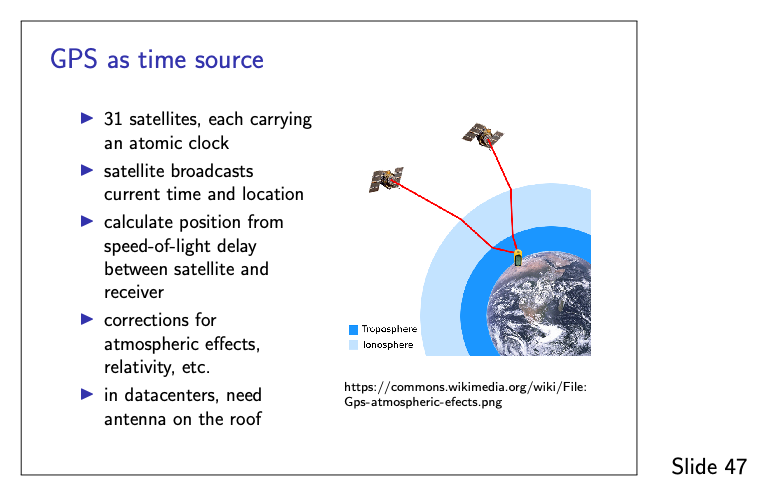 GPS as time source
▶ 31 satellites, each carrying
an atomic clock
▶ satellite broadcasts
current time and location
▶ calculate position from
speed-of-light delay
between satellite and
receiver
▶ corrections for
atmospheric effects,
relativity, etc.
▶ in datacenters, need
antenna on the roof
Troposphere
Ionosphere
https://commons.wikimedia.org/wiki/File:
Gps-atmospheric-efects.png
Slide 47